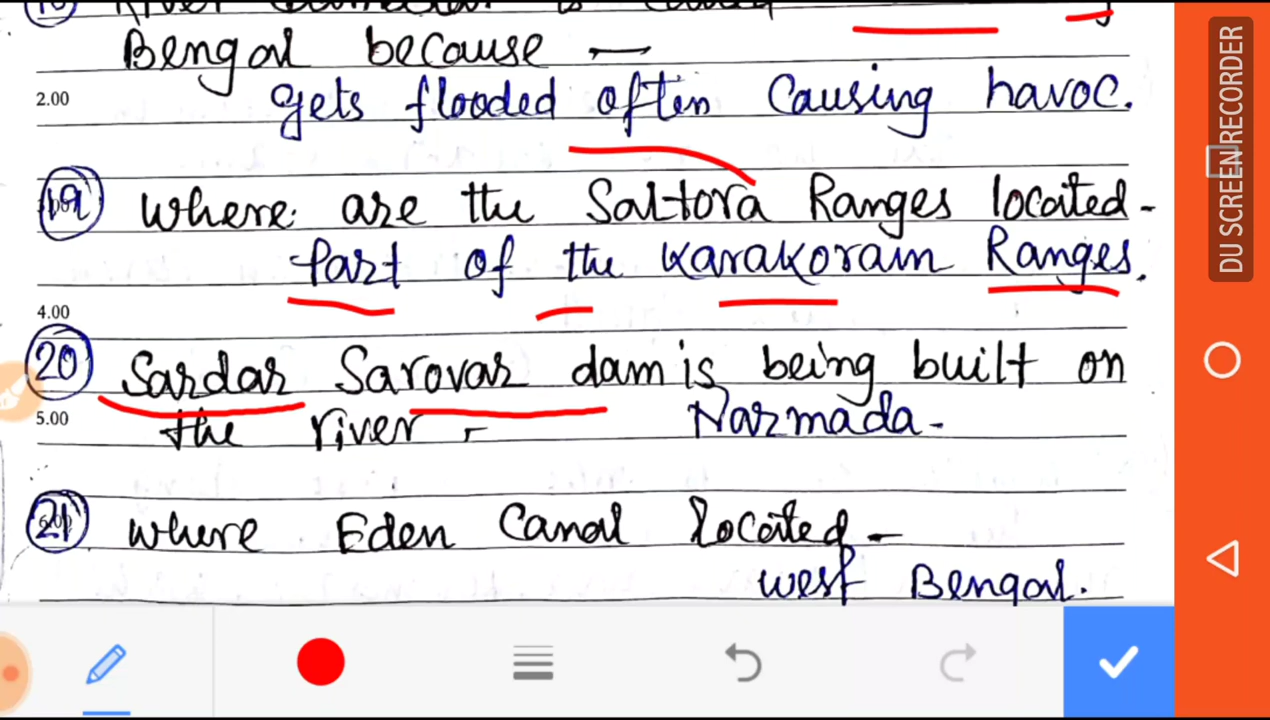 Bengal because —
2.00
gets flooded often causing havoc.
19 where are the Saltora Ranges located-
Part of the Karakoram Ranges.
4.00
20 Sardar Sarovar dam is being built on
5.00
the river - Narmada-
21 where Eden Canal located-
west Bengal.
DU SCREEN RECORDER